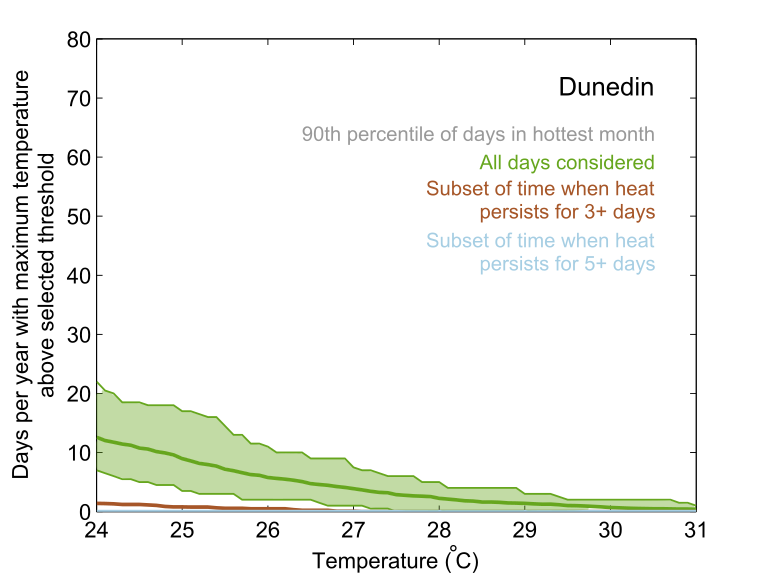 Dunedin
90th percentile of days in hottest month
All days considered
Subset of time when heat
persists for 3+ days
Subset of time when heat
persists for 5+ days
Days per year with maximum temperature
above selected threshold
80
70
60
50
40
30
20
10
0
24 25 26 27 28 29 30 31
Temperature (°C)